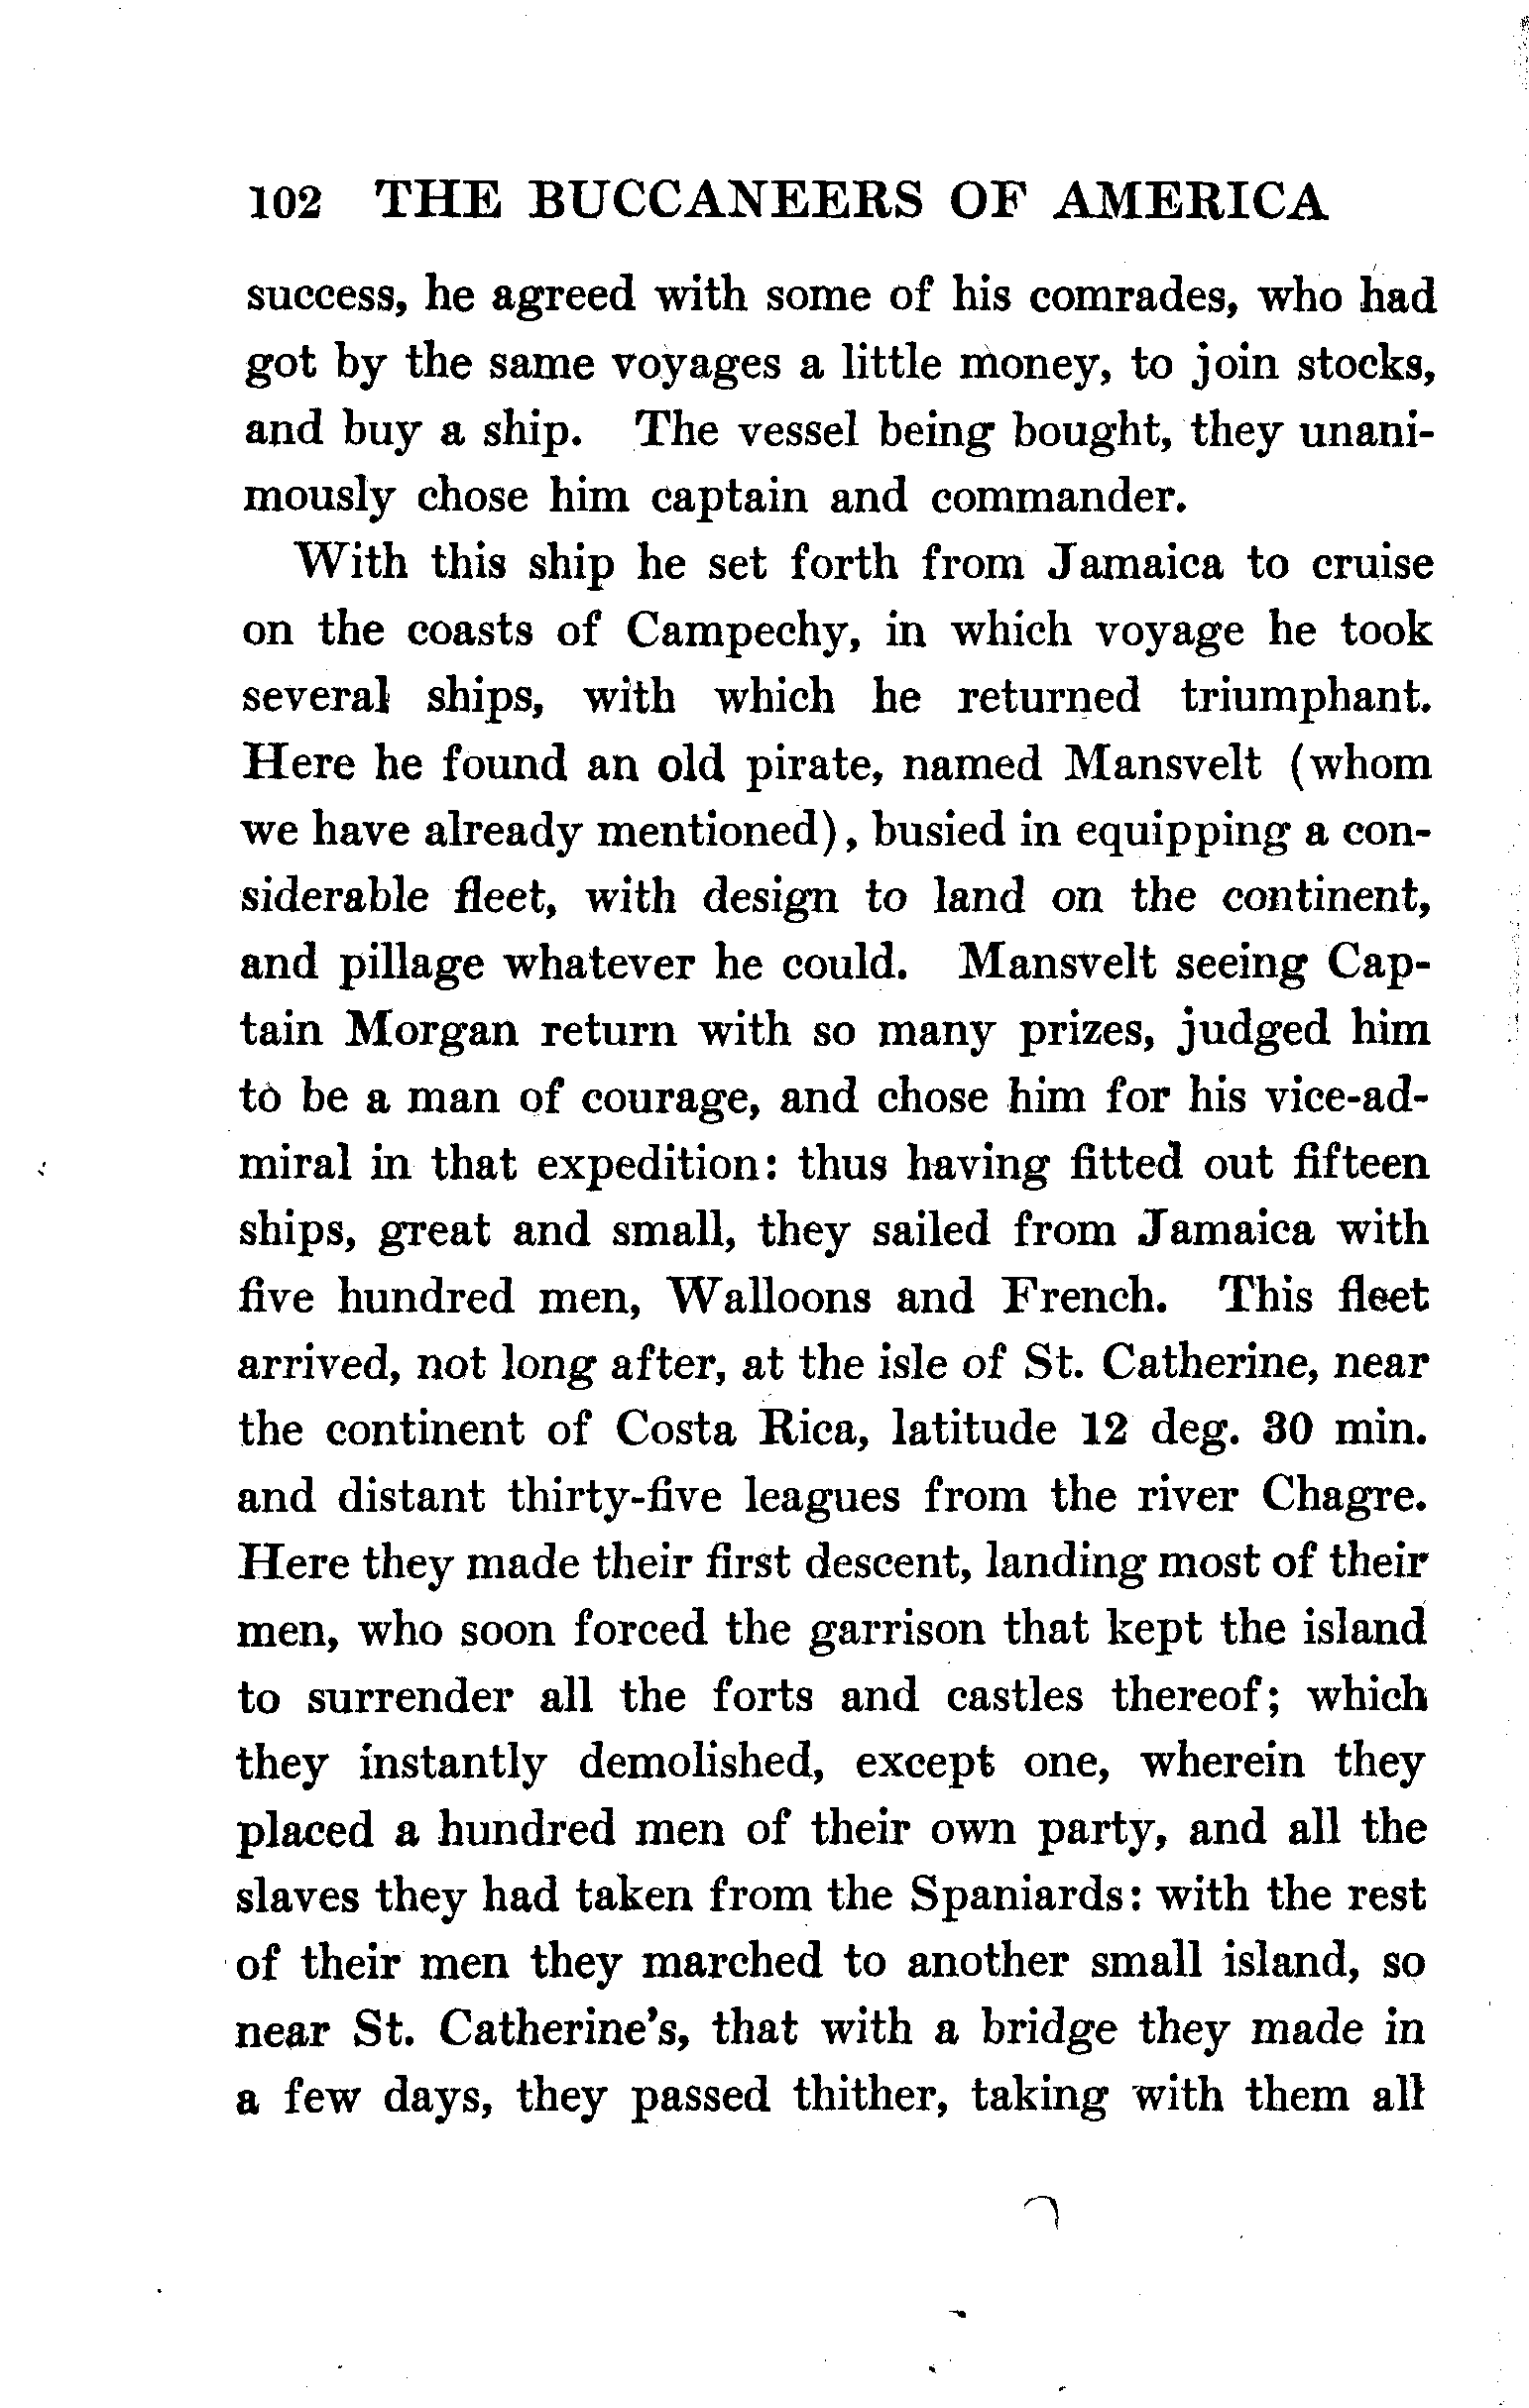 102 THE BUCCANEERS OF AMERICA
success, he agreed with some of his comrades, who had
got by the same voyages a little money, to join stocks,
and buy a ship. The vessel being bought, they unani-
mously chose him captain and commander.
With this ship he set forth from Jamaica to cruise
on the coasts of Campechy, in which voyage he took
several ships, with which he returned triumphant.
Here he found an old pirate, named Mansvelt (whom
we have already mentioned), busied in equipping a con-
siderable fleet, with design to land on the continent,
and pillage whatever he could. Mansvelt seeing Cap-
tain Morgan return with so many prizes, judged him
to be a man of courage, and chose him for his vice-ad-
miral in that expedition: thus having fitted out fifteen
ships, great and small, they sailed from Jamaica with
five hundred men, Walloons and French. This fleet
arrived, not long after, at the isle of St. Catherine, near
the continent of Costa Rica, latitude 12 deg. 30 min.
and distant thirty-five leagues from the river Chagre.
Here they made their first descent, landing most of their
men, who soon forced the garrison that kept the island
to surrender all the forts and castles thereof; which
they instantly demolished, except one, wherein they
placed a hundred men of their own party, and all the
slaves they had taken from the Spaniards: with the rest
of their men they marched to another small island, so
near St. Catherine's, that with a bridge they made in
a few days, they passed thither, taking with them all